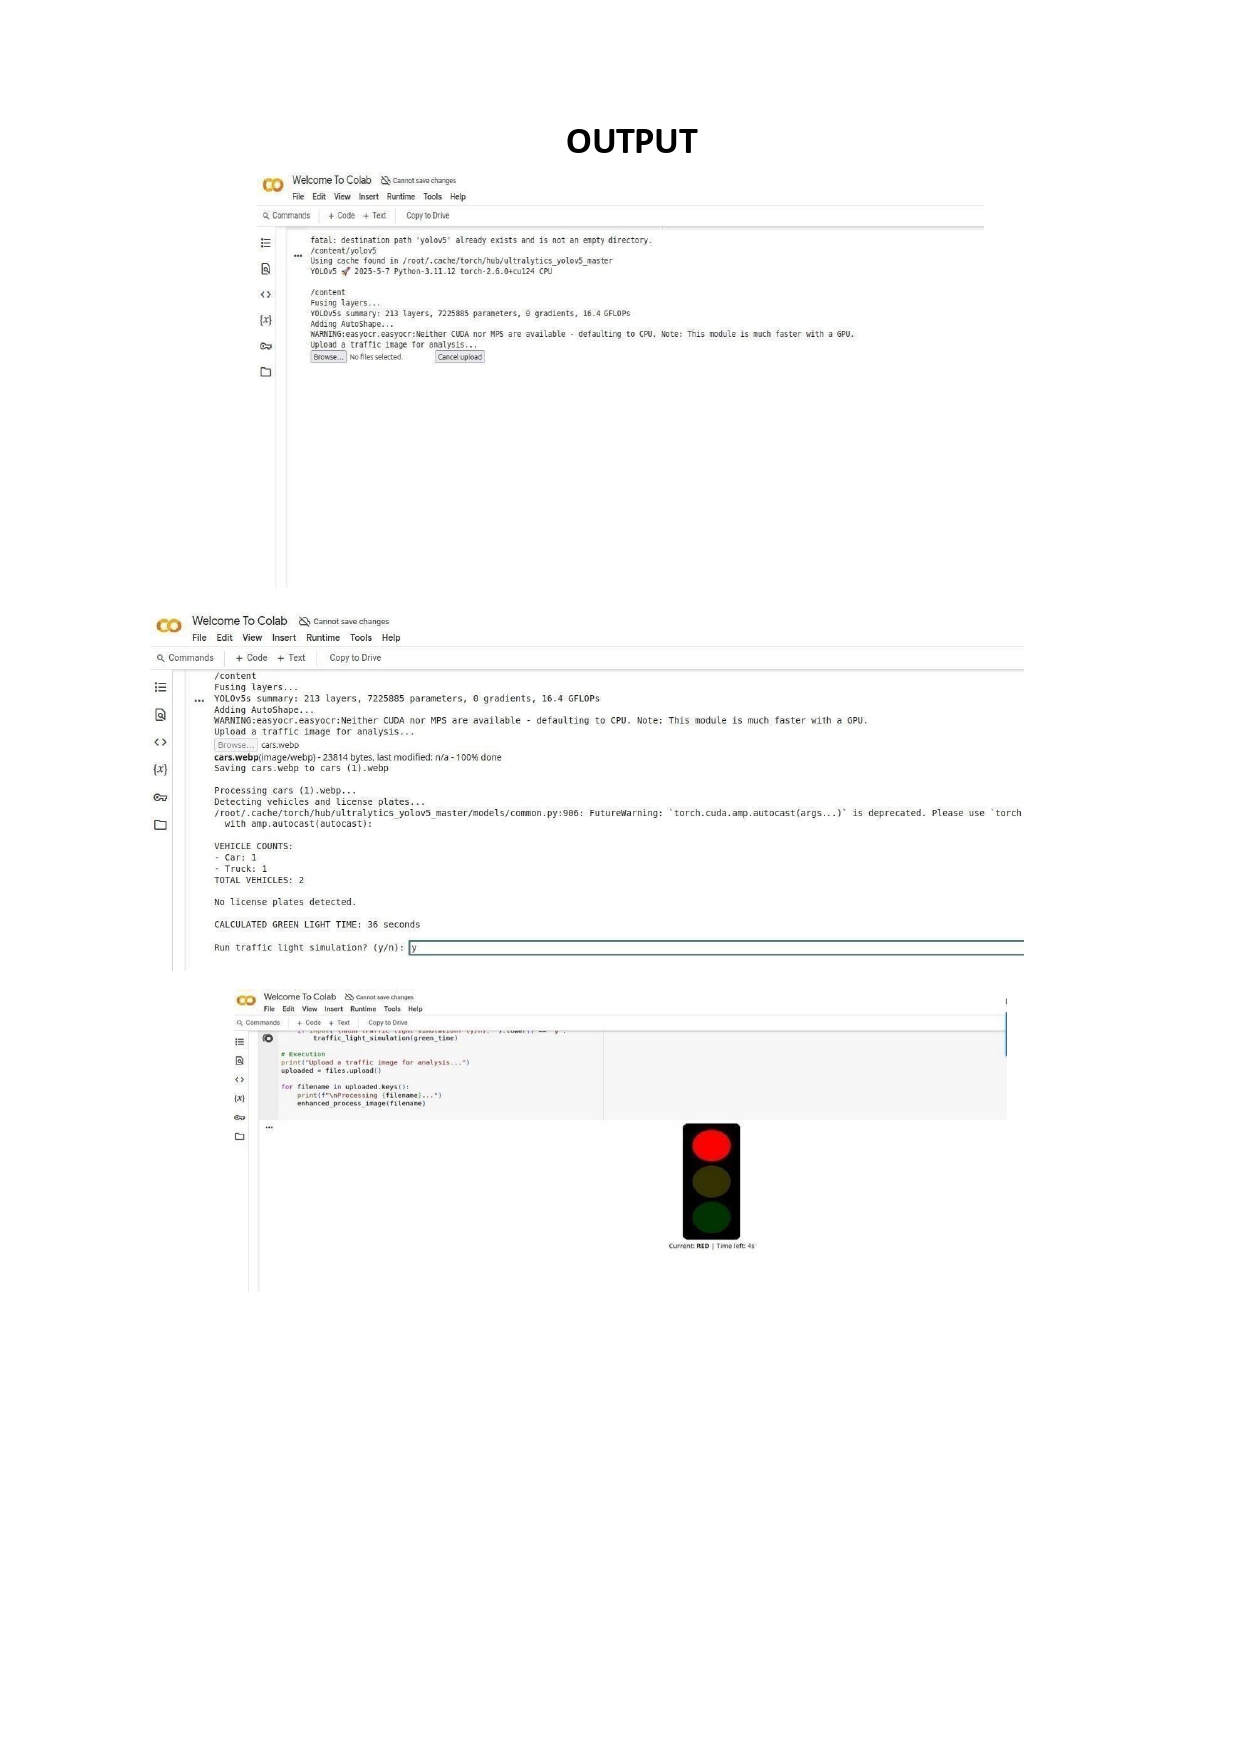 OUTPUT
Welcome To Colab Cannot save changes
File Edit View Insert Runtime Tools Help
Commands + Code + Text Copy to Drive
fatal: destination path 'yolov5' already exists and is not an empty directory.
/content/yolov5
Using cache found in /root/.cache/torch/hub/ultralytics_yolov5_master
YOLOv5 🚀 2025-5-7 Python-3.11.12 torch-2.6.0+cu124 CPU
/content
Fusing layers...
YOLOv5s summary: 213 layers, 7225885 parameters, 0 gradients, 16.4 GFLOPs
Adding AutoShape...
WARNING:easyocr.easyocr:Neither CUDA nor MPS are available - defaulting to CPU. Note: This module is much faster with a GPU.
Upload a traffic image for analysis...
Browse... No files selected. Cancel upload
Welcome To Colab Cannot save changes
File Edit View Insert Runtime Tools Help
Commands + Code + Text Copy to Drive
/content
Fusing layers...
YOLOv5s summary: 213 layers, 7225885 parameters, 0 gradients, 16.4 GFLOPs
Adding AutoShape...
WARNING:easyocr.easyocr:Neither CUDA nor MPS are available - defaulting to CPU. Note: This module is much faster with a GPU.
Upload a traffic image for analysis...
Browse... cars.webp
cars.webp(image/webp) - 23814 bytes, last modified: n/a - 100% done
Saving cars.webp to cars (1).webp
Processing cars (1).webp...
Detecting vehicles and license plates...
/root/.cache/torch/hub/ultralytics_yolov5_master/models/common.py:906: FutureWarning: `torch.cuda.amp.autocast(args...)` is deprecated. Please use `torch
with amp.autocast(autocast):
VEHICLE COUNTS:
- Car: 1
- Truck: 1
TOTAL VEHICLES: 2
No license plates detected.
CALCULATED GREEN LIGHT TIME: 36 seconds
Run traffic light simulation? (y/n): y
Welcome To Colab Cannot save changes
File Edit View Insert Runtime Tools Help
Commands + Code + Text Copy to Drive
traffic_light_simulation(green_time)
# Execution
print("Upload a traffic image for analysis...")
uploaded = files.upload()
for filename in uploaded.keys():
print(f"\nProcessing {filename}...")
enhanced_process_image(filename)
Current: RED | Time left: 4s